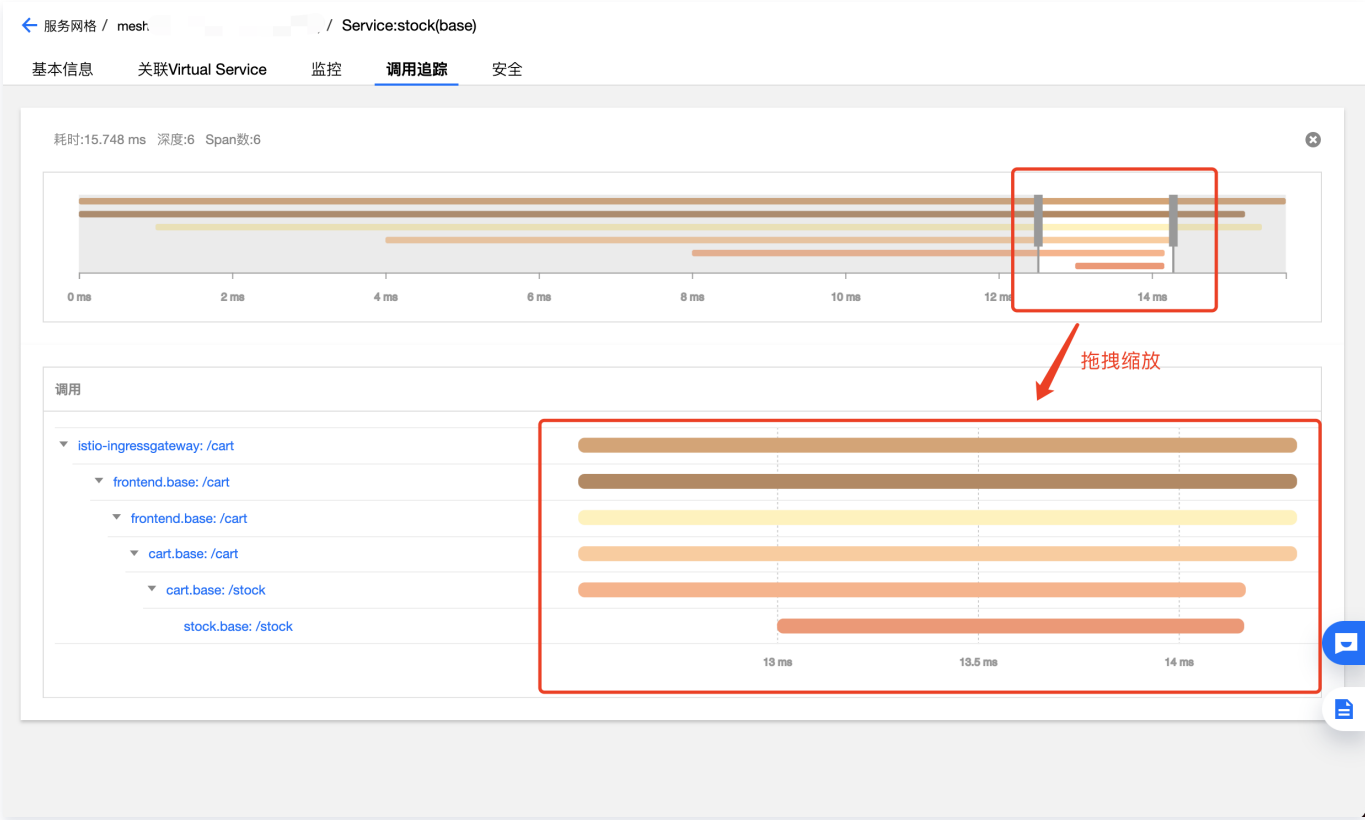 服务网格 / mesh / Service:stock(base)
基本信息 关联Virtual Service 监控 调用追踪 安全
耗时:15.748 ms 深度:6 Span数:6
0 ms 2 ms 4 ms 6 ms 8 ms 10 ms 12 ms 14 ms
拖拽缩放
调用
istio-ingressgateway: /cart
frontend.base: /cart
frontend.base: /cart
cart.base: /cart
cart.base: /stock
stock.base: /stock
13 ms 13.5 ms 14 ms